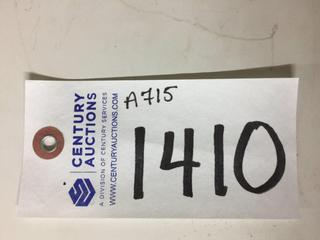 CENTURY
AUCTIONS
A DIVISION OF CENTURY SERVICES
WWW.CENTURYAUCTIONS.COM
A715
1410